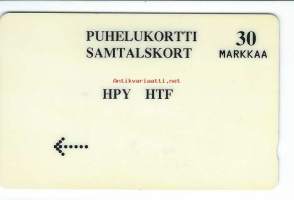 PUHELUKORTTI 30
SAMTALSKORT MARKKAA
Antikvariaatti.net
HPY HTF